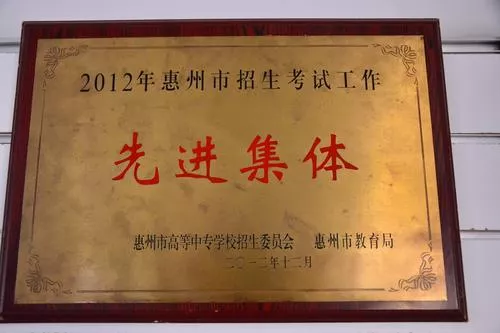 2012年惠州市招生考试工作
先进集体
惠州市高等中专学校招生委员会 惠州市教育局
二〇一二年十二月